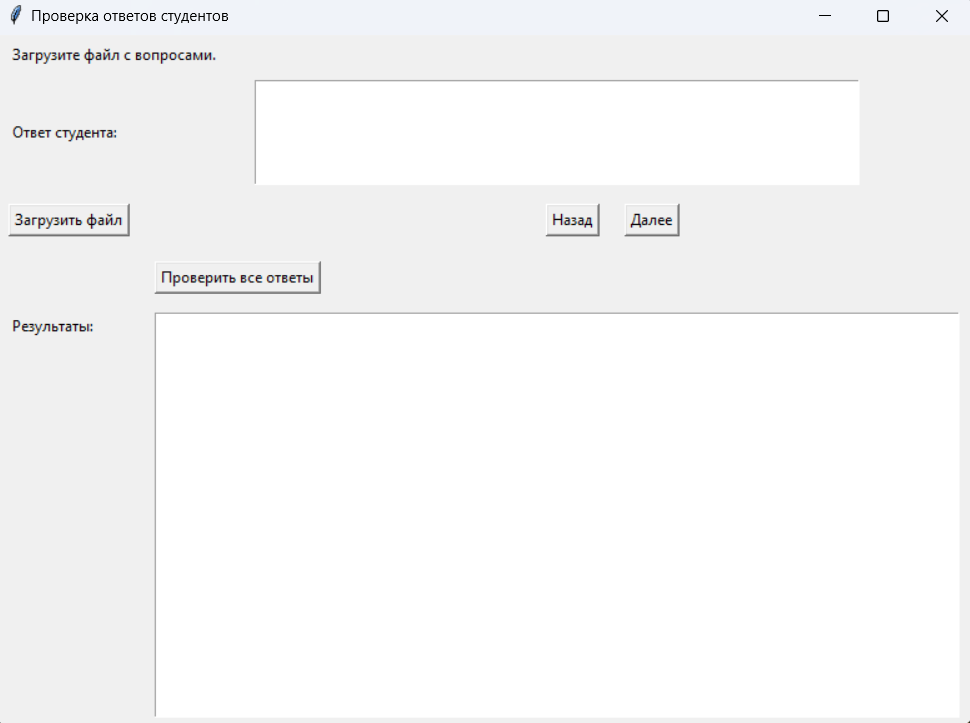 Проверка ответов студентов
Загрузите файл с вопросами.
Ответ студента:
Загрузить файл
Назад
Далее
Проверить все ответы
Результаты: